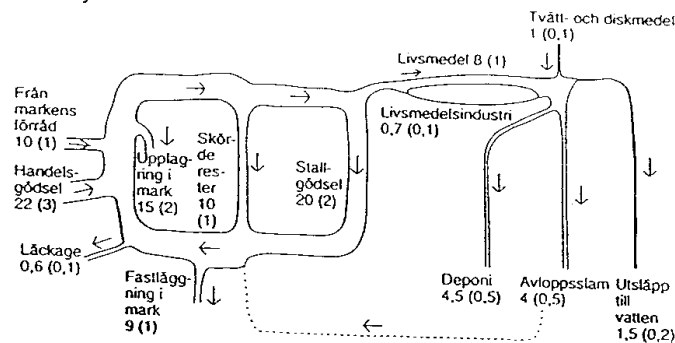 Tvätt- och diskmedel
1 (0,1)
Livsmedel 8 (1)
Från
markens
förråd
10 (1)
Livsmedelsindustri
0,7 (0,1)
Handels-
gödsel
22 (3)
Upplag-
ring i
mark
15 (2)
Skör-
de
res-
ter
10
(1)
Stall-
gödsel
20 (2)
Läckage
0,6 (0,1)
Fastlägg-
ning i
mark
9 (1)
Deponi
4,5 (0,5)
Avloppsslam
4 (0,5)
Utsläpp
till
vatten
1,5 (0,2)